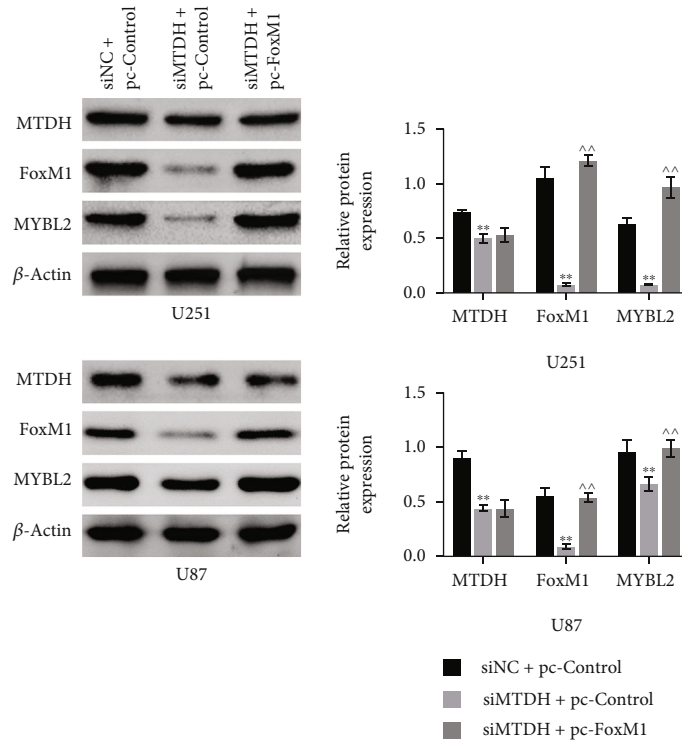 siNC +
pc-Control
siMTDH +
pc-Control
siMTDH +
pc-FoxM1
MTDH
FoxM1
MYBL2
β-Actin
U251
Relative protein
expression
1.5
1.0
0.5
0.0
**
**
^^
**
^^
MTDH FoxM1 MYBL2
U251
MTDH
FoxM1
MYBL2
β-Actin
U87
Relative protein
expression
1.5
1.0
0.5
0.0
**
**
^^
**
^^
MTDH FoxM1 MYBL2
U87
siNC + pc-Control
siMTDH + pc-Control
siMTDH + pc-FoxM1